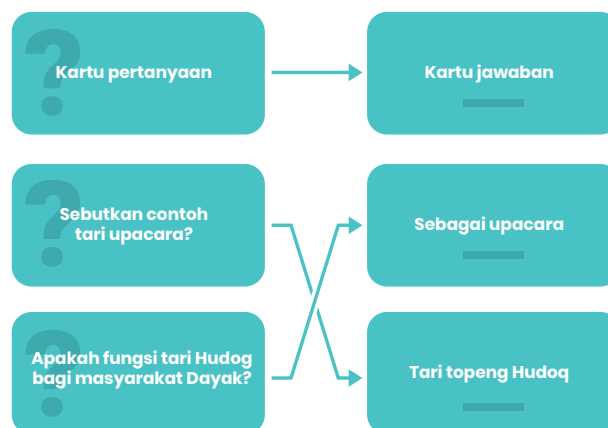 Kartu pertanyaan
Kartu jawaban
Sebutkan contoh
tari upacara?
Sebagai upacara
Apakah fungsi tari Hudog
bagi masyarakat Dayak?
Tari topeng Hudoq